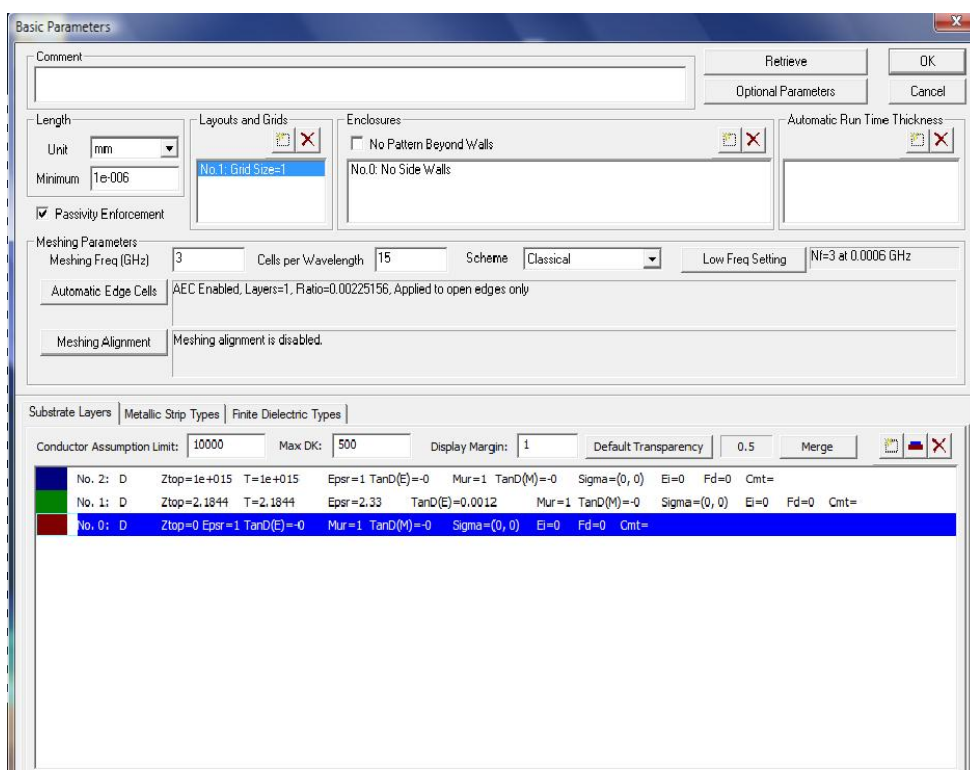 Basic Parameters
Comment
Retrieve
OK
Optional Parameters
Cancel
Length
Layouts and Grids
Enclosures
Automatic Run Time Thickness
Unit mm
No Pattern Beyond Walls
Minimum 1e-006
No.1: Grid Size=1
No.0: No Side Walls
Passivity Enforcement
Meshing Parameters
Meshing Freq (GHz) 3 Cells per Wavelength 15 Scheme Classical Low Freq Setting Nf=3 at 0.0006 GHz
Automatic Edge Cells AEC Enabled, Layers=1, Ratio=0.00225156, Applied to open edges only
Meshing Alignment Meshing alignment is disabled.
Substrate Layers Metallic Strip Types Finite Dielectric Types
Conductor Assumption Limit: 10000 Max DK: 500 Display Margin: 1 Default Transparency 0.5 Merge
No. 2: D Ztop=1e+015 T=1e+015 Epsr=1 TanD(E)=-0 Mur=1 TanD(M)=-0 Sigma=(0, 0) Ei=0 Fd=0 Cmt=
No. 1: D Ztop=2.1844 T=2.1844 Epsr=2.33 TanD(E)=0.0012 Mur=1 TanD(M)=-0 Sigma=(0, 0) Ei=0 Fd=0 Cmt=
No. 0: D Ztop=0 Epsr=1 TanD(E)=-0 Mur=1 TanD(M)=-0 Sigma=(0, 0) Ei=0 Fd=0 Cmt=